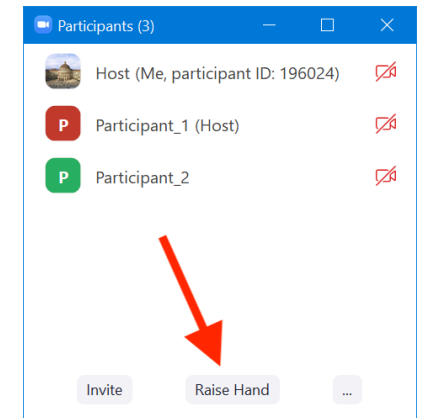 Participants (3)
Host (Me, participant ID: 196024)
P Participant_1 (Host)
P Participant_2
Invite Raise Hand ...